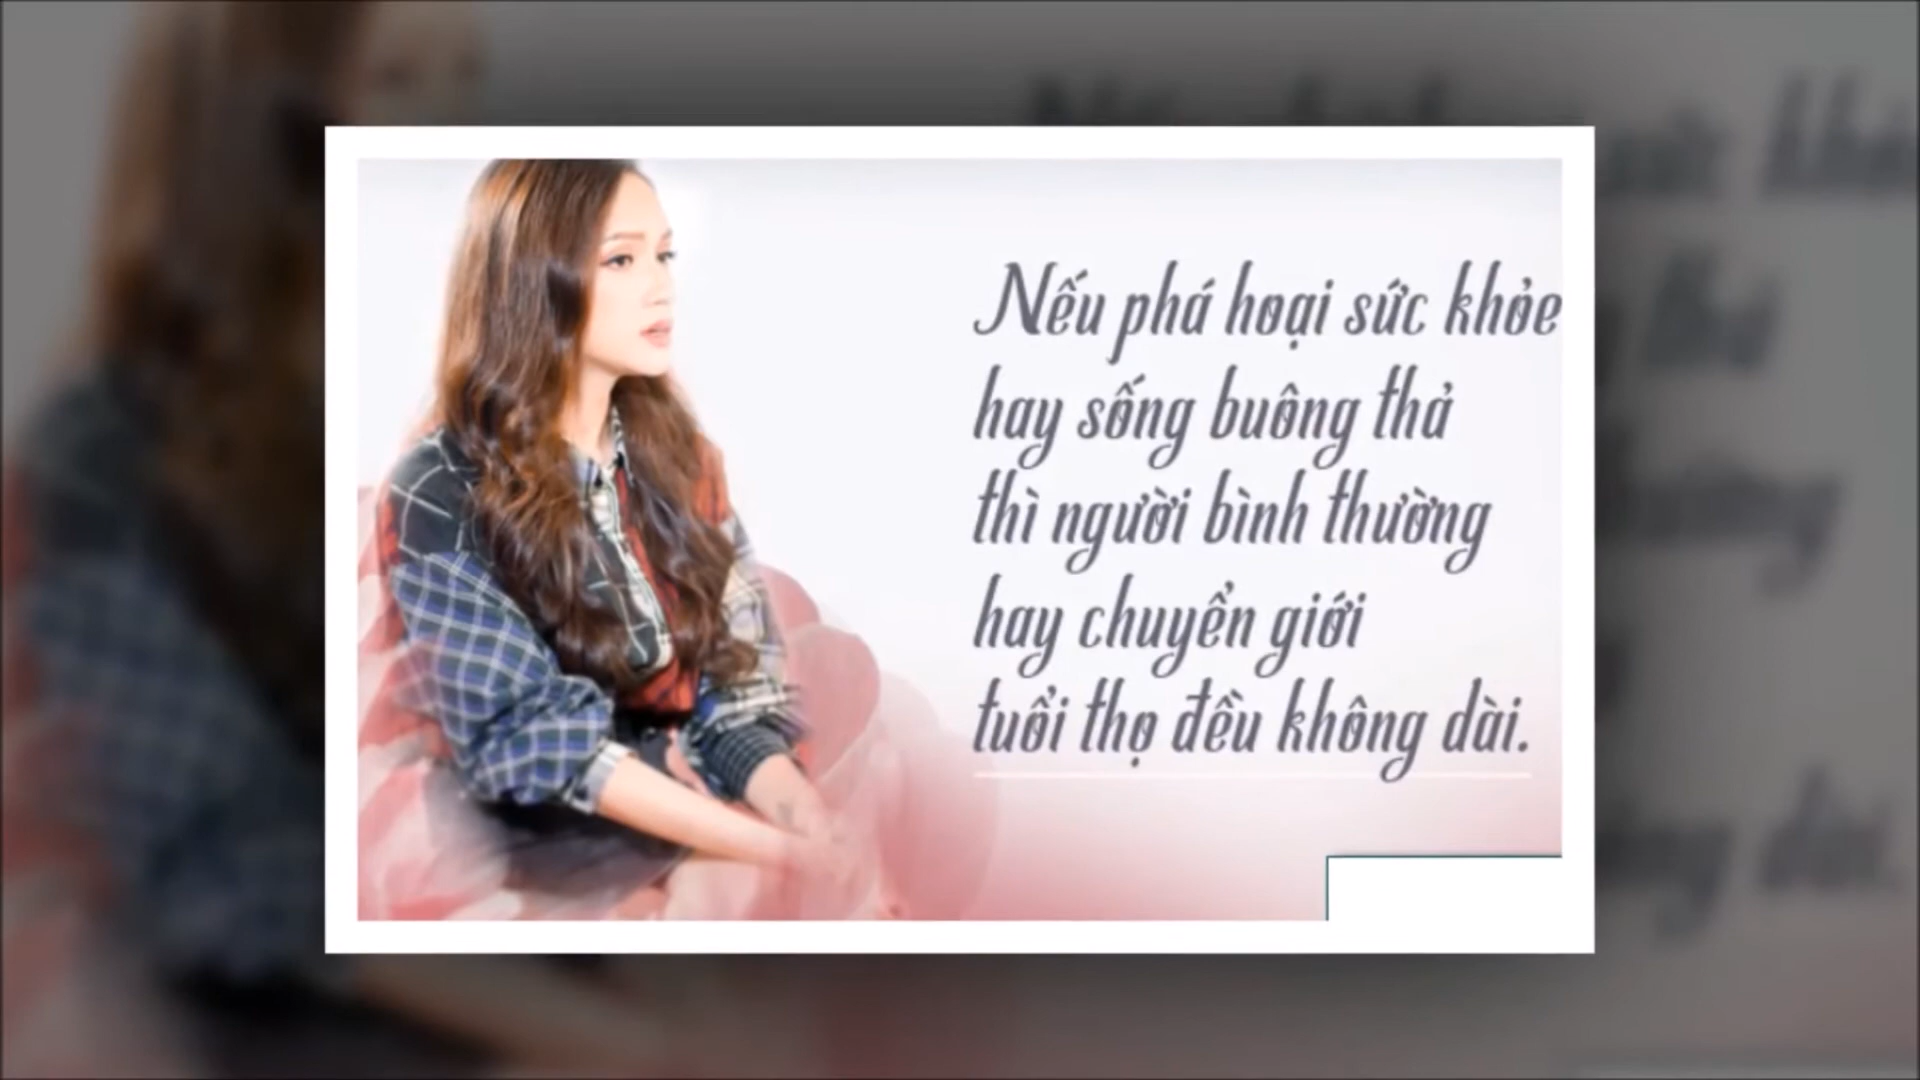 Nếu phá hoại sức khỏe
hay sống buông thả
thì người bình thường
hay chuyển giới
tuổi thọ đều không dài.